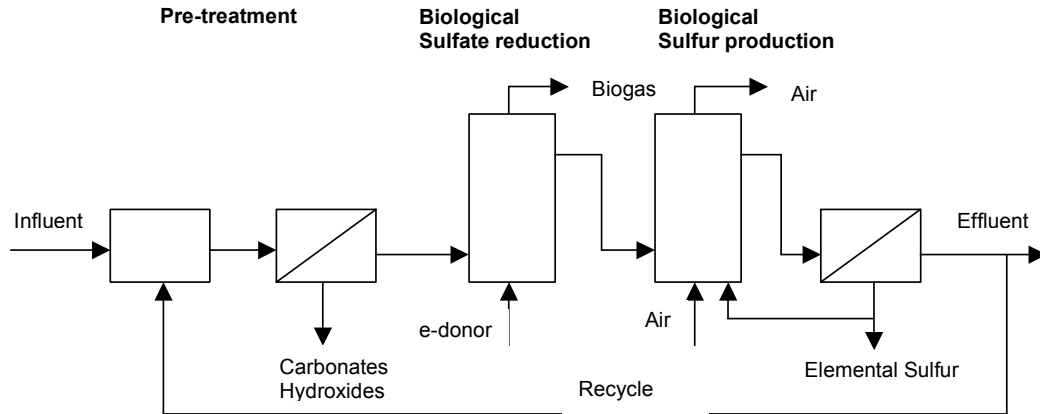 Pre-treatment
Biological
Sulfate reduction
Biological
Sulfur production
Biogas
Air
Influent
Effluent
e-donor
Air
Carbonates
Hydroxides
Elemental Sulfur
Recycle